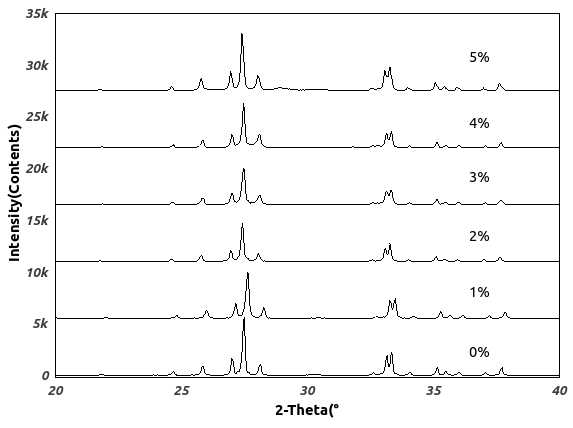 35k
5%
30k
25k
4%
20k
3%
15k
2%
10k
1%
5k
0%
0
20
25
30
35
40
Intensity(Contents)
2-Theta(°